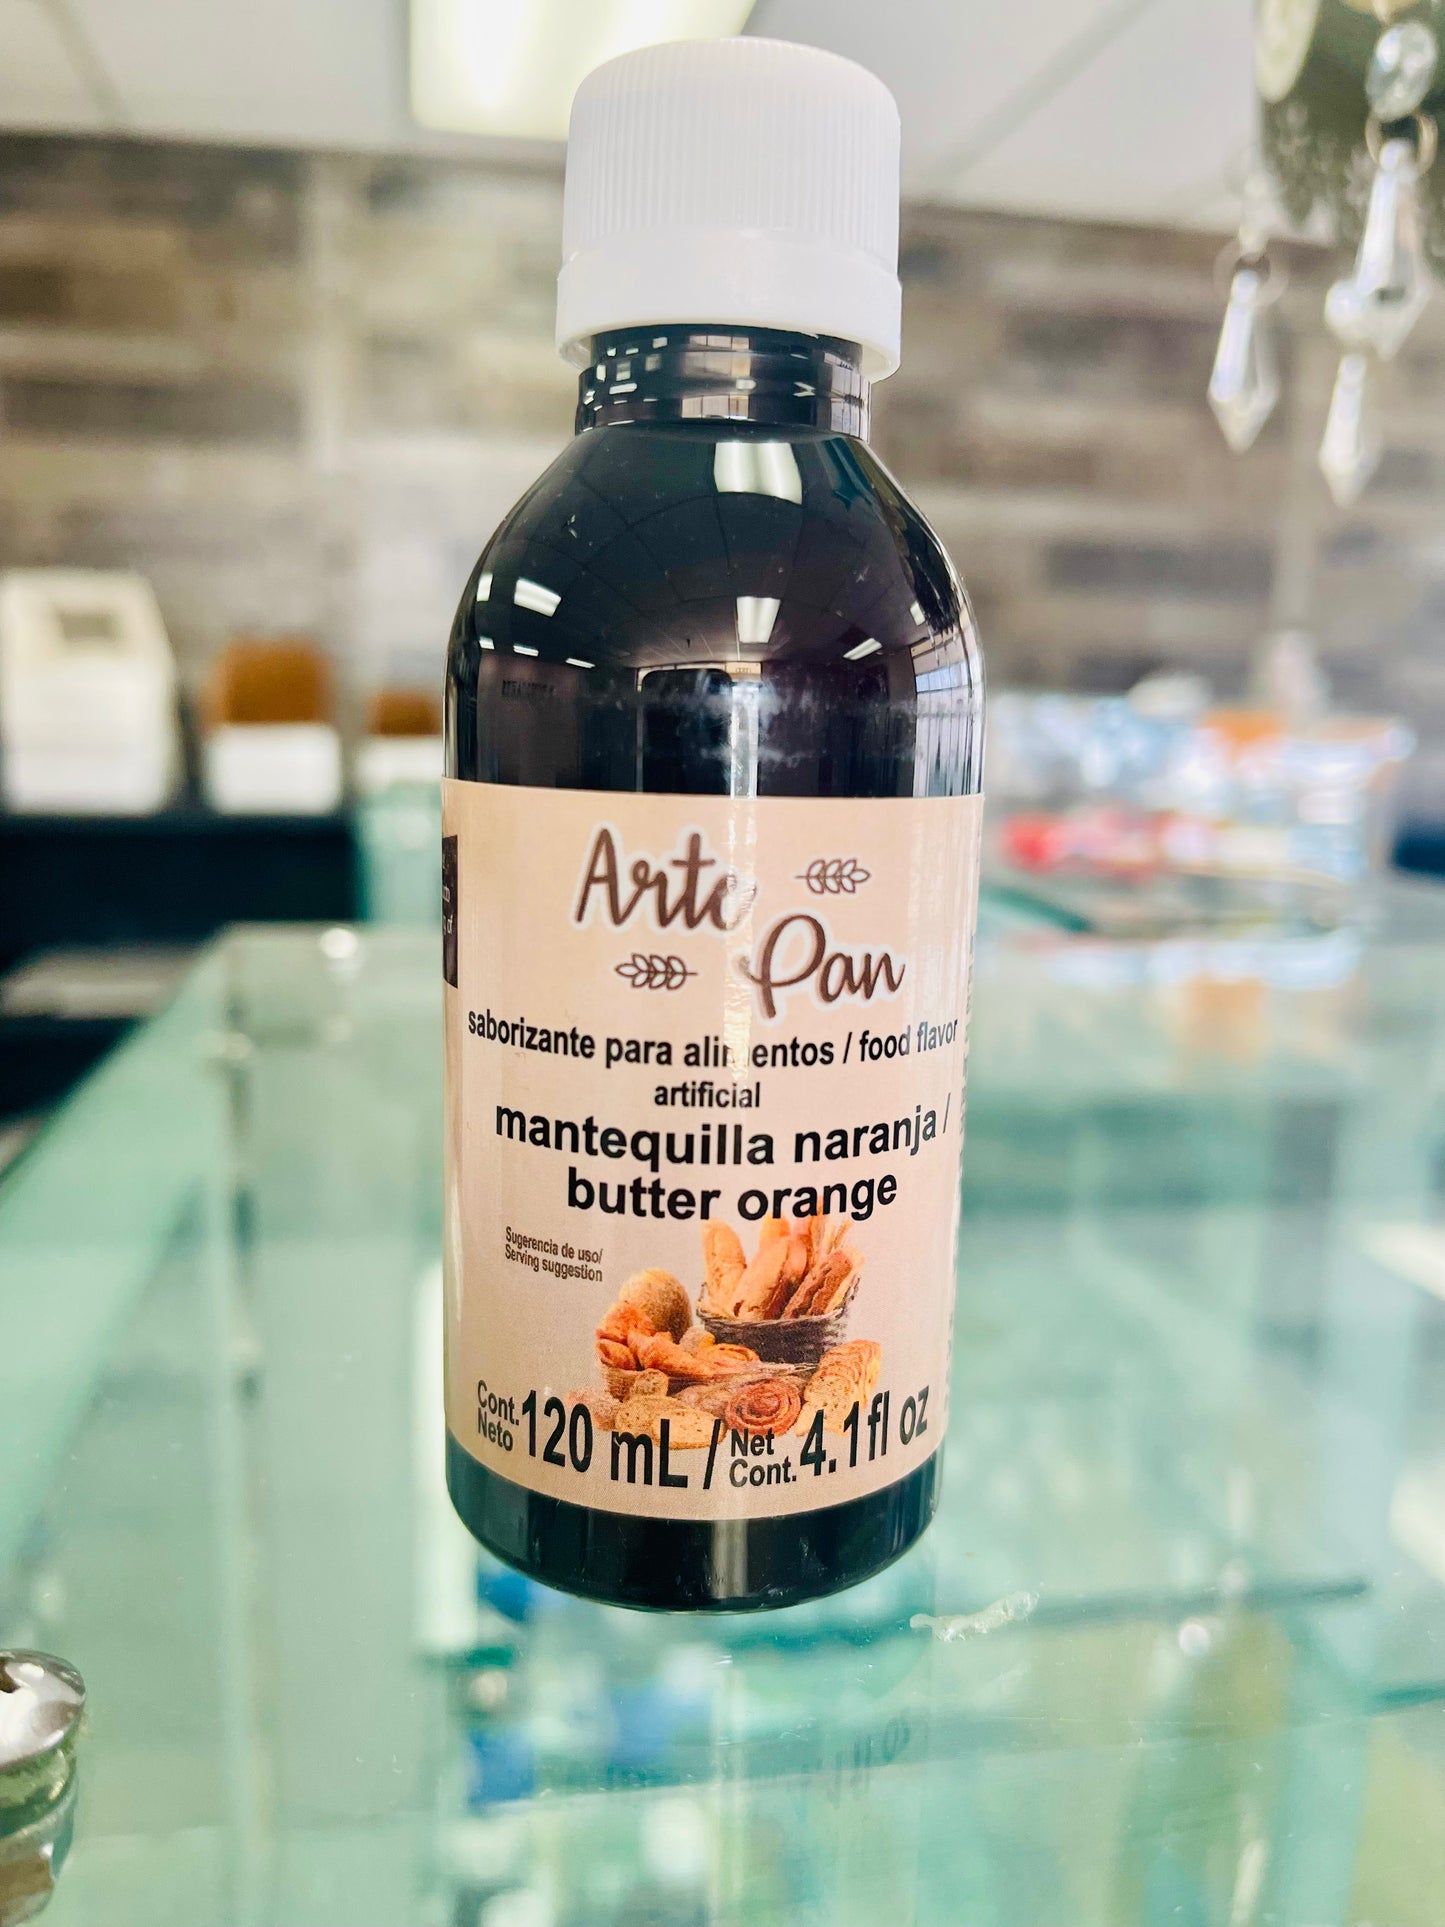 Arte
Pan
saborizante para alimentos / food flavor
artificial
mantequilla naranja /
butter orange
Sugerencia de uso/
Serving suggestion
Cont.
Neto 120 mL / Net
Cont. 4.1fl oz